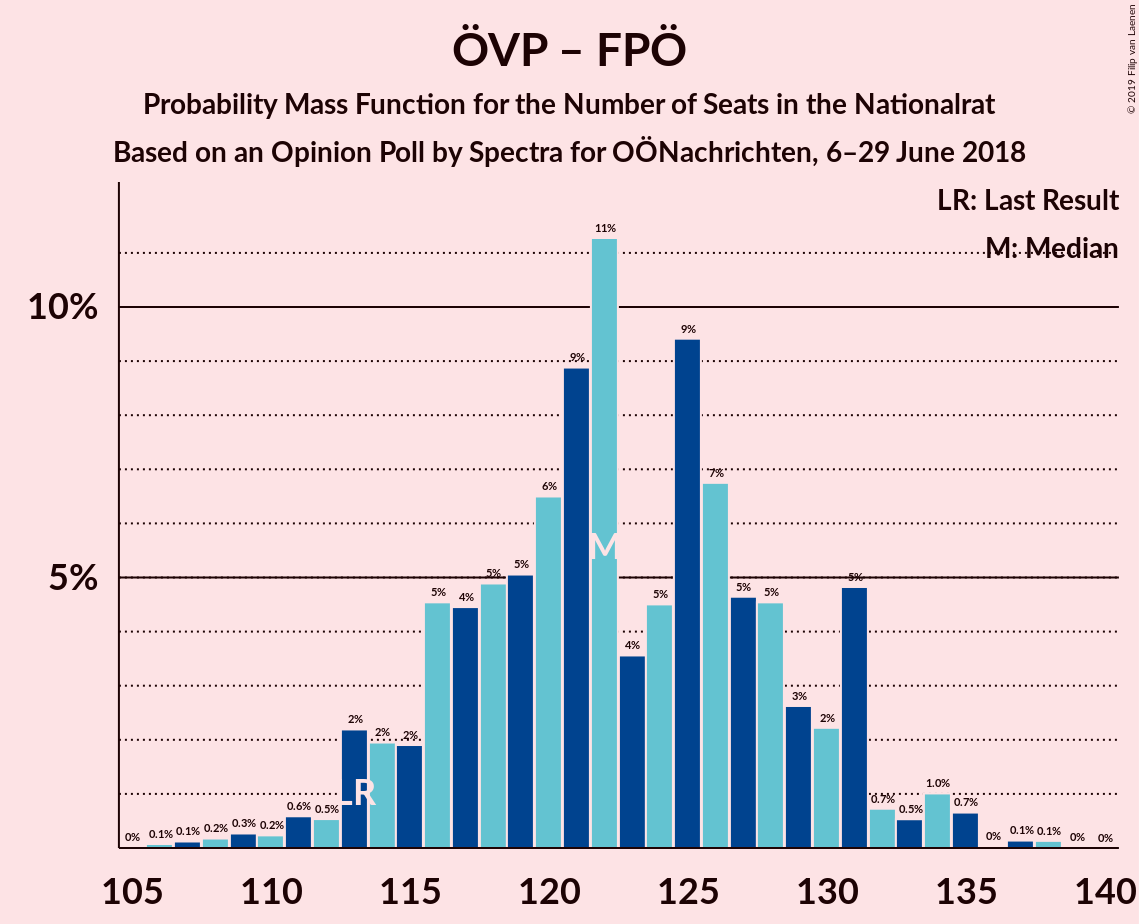 © 2019 Filip van Laenen
ÖVP – FPÖ
Probability Mass Function for the Number of Seats in the Nationalrat
Based on an Opinion Poll by Spectra for OÖNachrichten, 6–29 June 2018
LR: Last Result
M: Median
10%
5%
0% 0.1% 0.1% 0.2% 0.3% 0.2% 0.6% 0.5% 2% 2% 2% 5% 4% 5% 5% 6% 9% 11% 4% 5% 9% 7% 5% 5% 3% 2% 5% 0.7% 0.5% 1.0% 0.7% 0% 0.1% 0.1% 0% 0%
LR
M
105 110 115 120 125 130 135 140